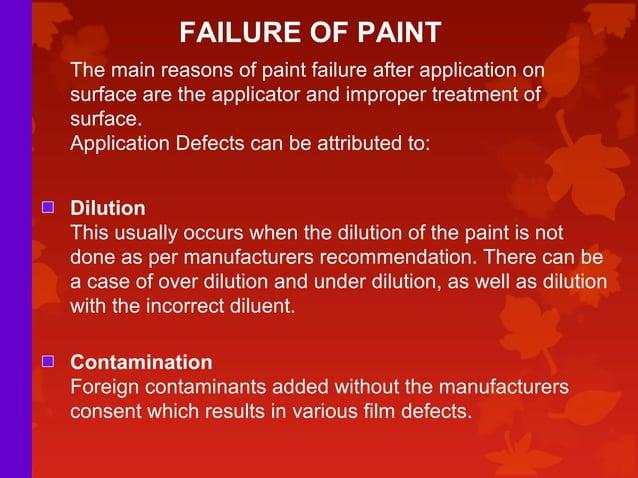 FAILURE OF PAINT
The main reasons of paint failure after application on
surface are the applicator and improper treatment of
surface.
Application Defects can be attributed to:
Dilution
This usually occurs when the dilution of the paint is not
done as per manufacturers recommendation. There can be
a case of over dilution and under dilution, as well as dilution
with the incorrect diluent.
Contamination
Foreign contaminants added without the manufacturers
consent which results in various film defects.